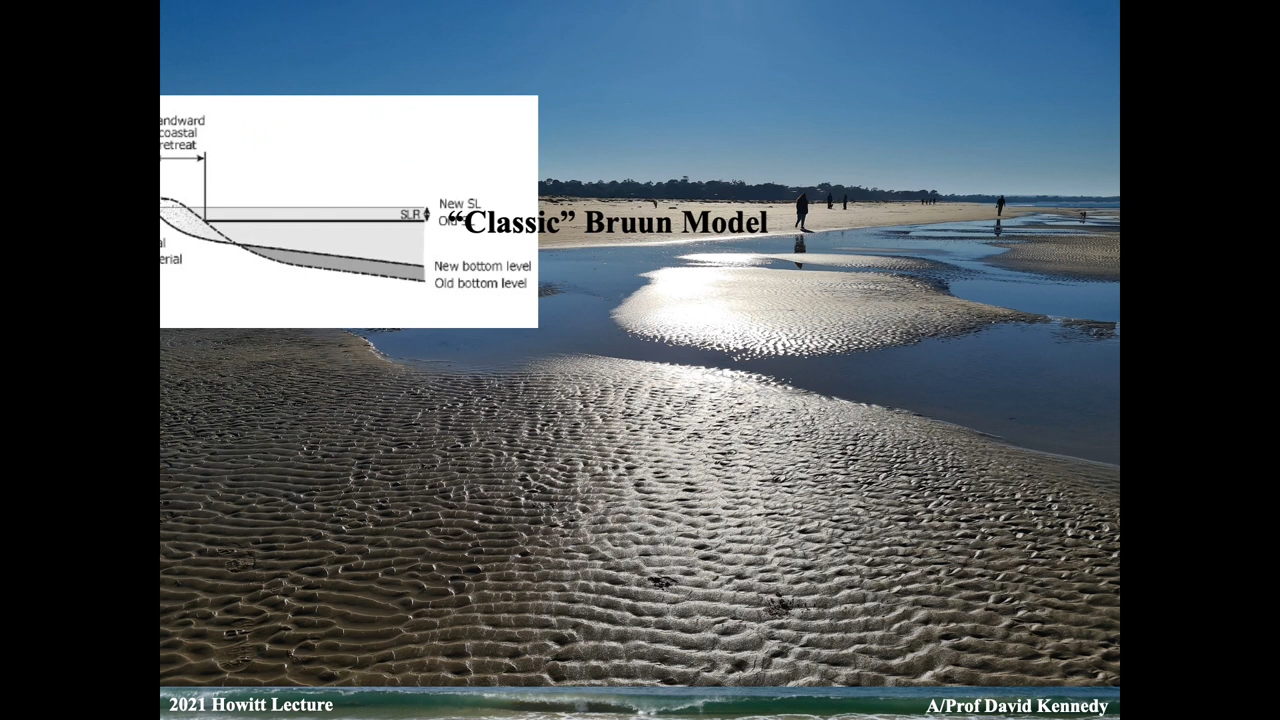 andward
coastal
retreat
SLR
New SL
Old S
“Classic” Bruun Model
al
erial
New bottom level
Old bottom level
2021 Howitt Lecture
A/Prof David Kennedy